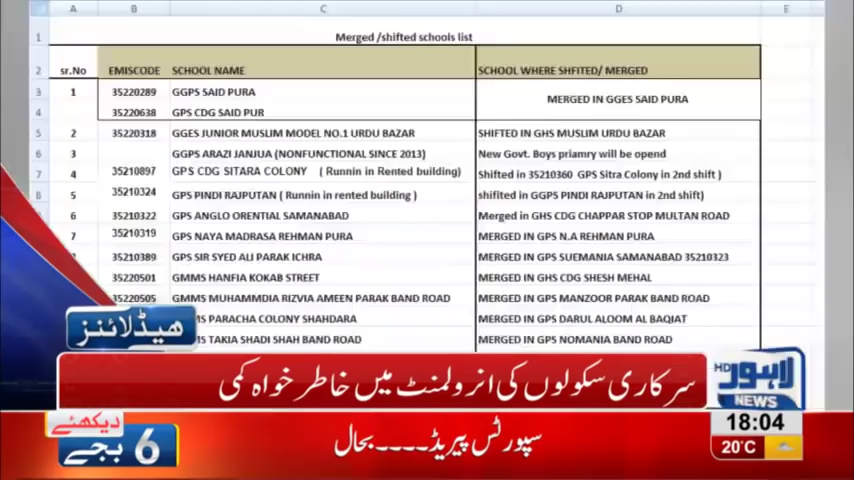 A B C D E
1 Merged /shifted schools list
2 sr.No EMISCODE SCHOOL NAME SCHOOL WHERE SHFITED/ MERGED
3 1 35220289 GGPS SAID PURA MERGED IN GGES SAID PURA
4 35220638 GPS CDG SAID PUR
5 2 35220318 GGES JUNIOR MUSLIM MODEL NO.1 URDU BAZAR SHIFTED IN GHS MUSLIM URDU BAZAR
6 3 GGPS ARAZI JANJUA (NONFUNCTIONAL SINCE 2013) New Govt. Boys priamry will be opend
7 4 35210897 GPS CDG SITARA COLONY ( Runnin in Rented building) Shifted in 35210360 GPS Sitra Colony in 2nd shift )
8 5 35210324 GPS PINDI RAJPUTAN ( Runnin in rented building ) shifited in GGPS PINDI RAJPUTAN in 2nd shift)
6 35210322 GPS ANGLO ORENTIAL SAMANABAD Merged in GHS CDG CHAPPAR STOP MULTAN ROAD
7 35210319 GPS NAYA MADRASA REHMAN PURA MERGED IN GPS N.A REHMAN PURA
35210389 GPS SIR SYED ALI PARAK ICHRA MERGED IN GPS SUEMANIA SAMANABAD 35210323
35220501 GMMS HANFIA KOKAB STREET MERGED IN GHS CDG SHESH MEHAL
35220505 GMMS MUHAMMDIA RIZVIA AMEEN PARAK BAND ROAD MERGED IN GPS MANZOOR PARAK BAND ROAD
PARACHA COLONY SHAHDARA MERGED IN GPS DARUL ALOOM AL BAQIAT
TAKIA SHADI SHAH BAND ROAD MERGED IN GPS NOMANIA BAND ROAD
ہیڈلائنز
سرکاری سکولوں کی انرولمنٹ میں خاطر خواہ کمی
لاہور
HD
NEWS
دیکھئے
6 بجے
سپورٹس پیریڈ....بحال
18:04
20°C